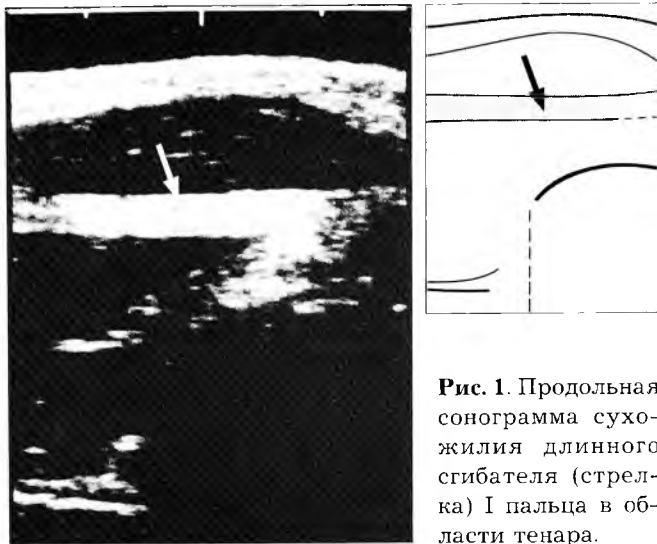 Рис. 1. Продольная
сонограмма сухо-
жилия длинного
сгибателя (стрел-
ка) I пальца в об-
ласти тенара.